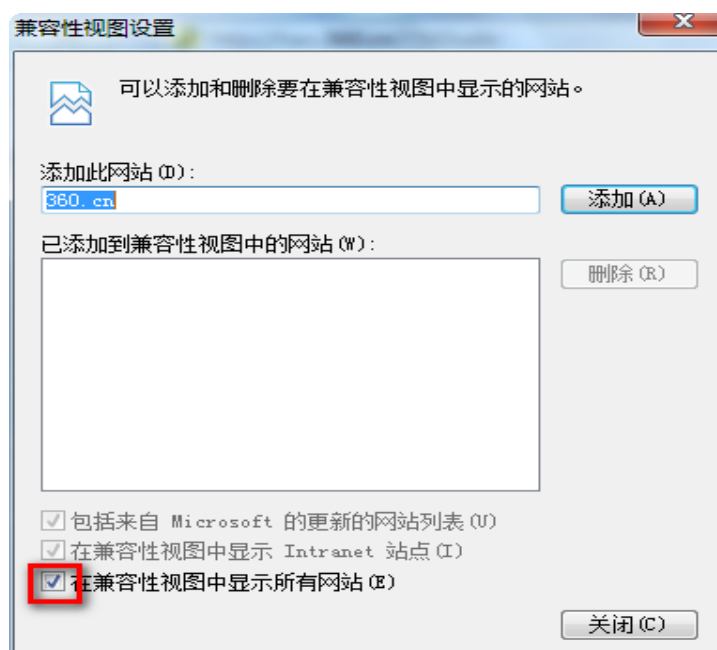 兼容性视图设置
可以添加和删除要在兼容性视图中显示的网站。
添加此网站(D):
360.cn
添加(A)
已添加到兼容性视图中的网站(W):
删除(R)
包括来自 Microsoft 的更新的网站列表(U)
在兼容性视图中显示 Intranet 站点(I)
在兼容性视图中显示所有网站(E)
关闭(C)